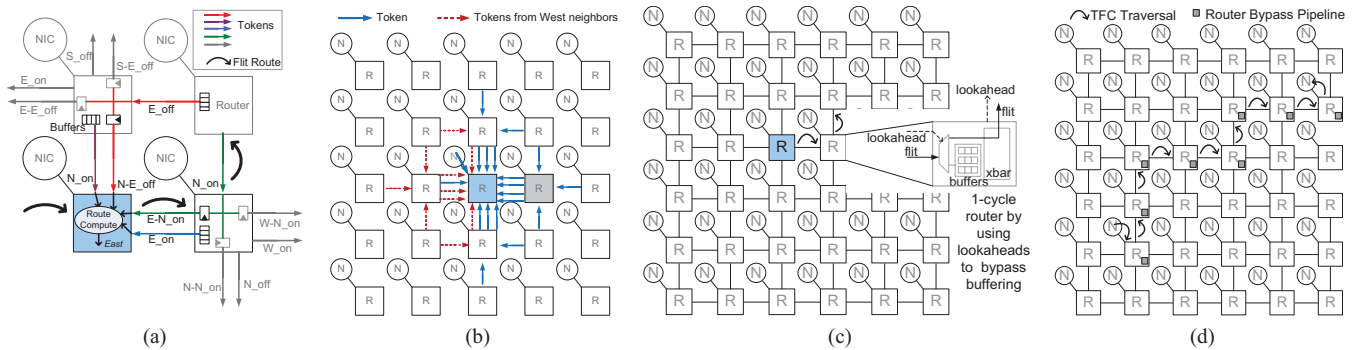 NIC
NIC
Tokens
Flit Route
S_off
S-E_off
E_on
E-E_off
E_off
Router
Buffers
NIC
NIC
N_on
N-E_off
N_on
Route
Compute
East
E-N_on
E_on
W-N_on
W_on
N-N_on
N_off
(a)
Token
Tokens from West neighbors
N N N N N
R R R R R
N N N N N
R R R R R
N N N N N
R R R R R
N N N N N
R R R R R
N N N N N
R R R R R
(b)
N N N N N N
R R R R R R
N N N N N N
R R R R R R
N N N N N
R R R R R
N N N N N
R R R R R
N N N N N N
R R R R R R
N N N N N N
R R R R R R
lookahead
flit
lookahead
flit
buffers
xbar
1-cycle
router by
using
lookaheads
to bypass
buffering
(c)
TFC Traversal
Router Bypass Pipeline
N N N N N N
R R R R R R
N N N N N N
R R R R R R
N N N N N N
R R R R R R
N N N N N N
R R R R R R
N N N N N N
R R R R R R
N N N N N N
R R R R R R
(d)